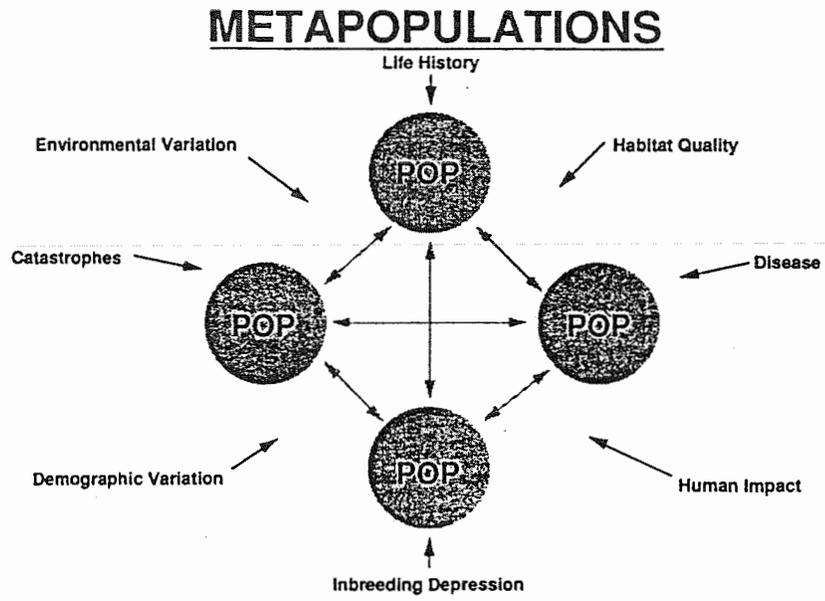 METAPOPULATIONS
Life History
Environmental Variation
Habitat Quality
POP
Catastrophes
Disease
POP
POP
Demographic Variation
POP
Human Impact
Inbreeding Depression